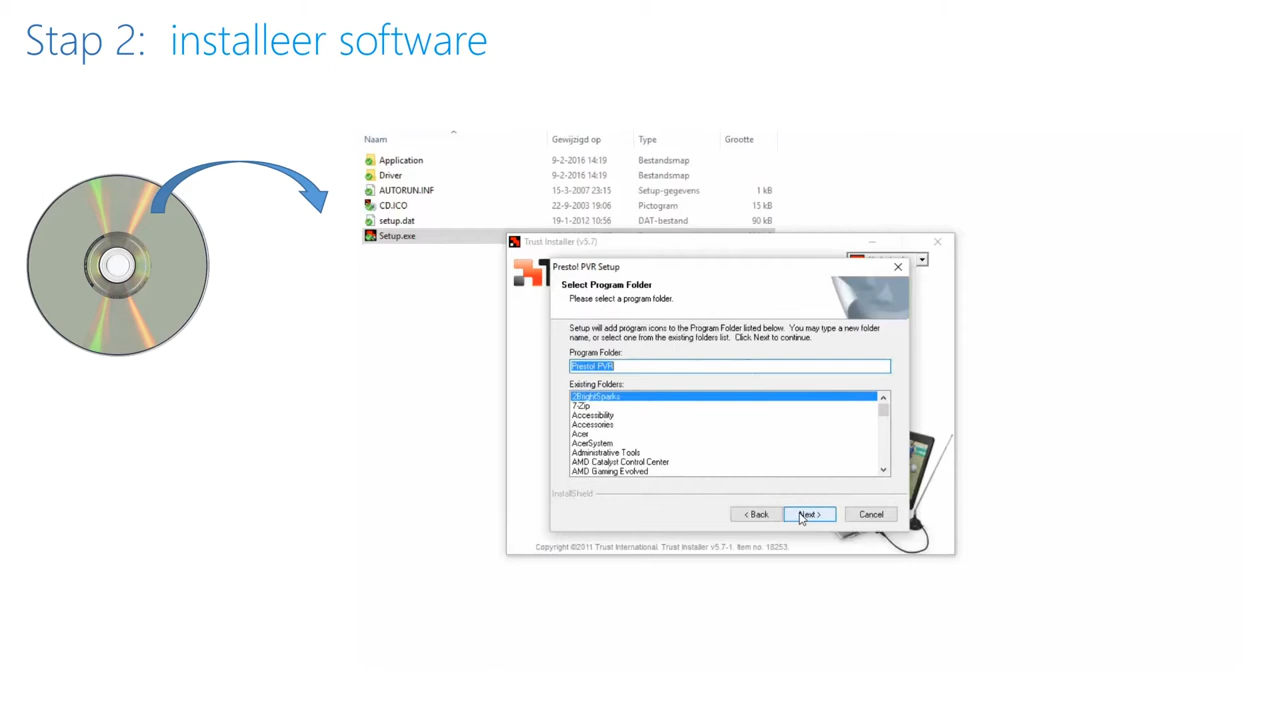 Stap 2: installeer software
Naam Gewijzigd op Type Grootte
Application 9-2-2016 14:19 Bestandsmap
Driver 9-2-2016 14:19 Bestandsmap
AUTORUN.INF 15-3-2007 23:15 Setup-gegevens 1 kB
CD.ICO 22-9-2003 19:06 Pictogram 15 kB
setup.dat 19-1-2012 10:56 DAT-bestand 90 kB
Setup.exe
Trust Installer (v5.7)
Presto! PVR Setup
Select Program Folder
Please select a program folder.
Setup will add program icons to the Program Folder listed below. You may type a new folder
name, or select one from the existing folders list. Click Next to continue.
Program Folder:
Presto! PVR
Existing Folders:
2BrightSparks
7-Zip
Accessibility
Accessories
Acer
AcerSystem
Administrative Tools
AMD Catalyst Control Center
AMD Gaming Evolved
InstallShield
< Back Next > Cancel
Copyright ©2011 Trust International. Trust Installer v5.7-1. Item no. 18253.